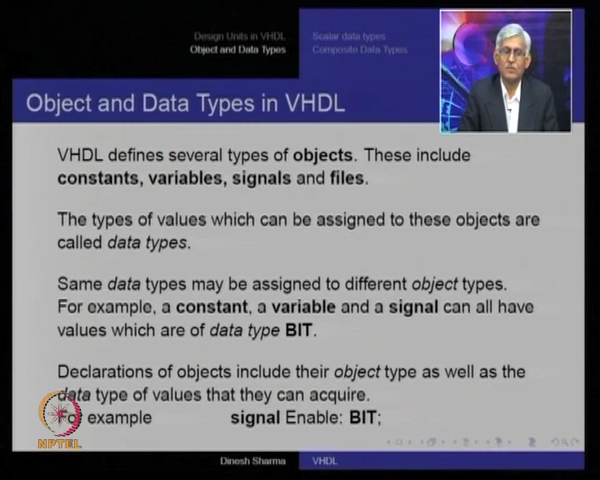 Design Units in VHDL
Object and Data Types
Scalar data types
Composite Data Types
Object and Data Types in VHDL
VHDL defines several types of objects. These include
constants, variables, signals and files.
The types of values which can be assigned to these objects are
called data types.
Same data types may be assigned to different object types.
For example, a constant, a variable and a signal can all have
values which are of data type BIT.
Declarations of objects include their object type as well as the
data type of values that they can acquire.
For example signal Enable: BIT;
NPTEL
Dinesh Sharma
VHDL